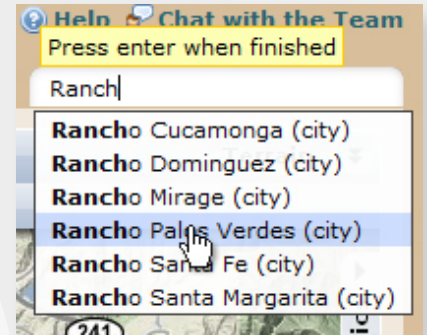 Help Chat with the Team
Press enter when finished
Ranch
Rancho Cucamonga (city)
Rancho Dominguez (city)
Rancho Mirage (city)
Rancho Palos Verdes (city)
Rancho Santa Fe (city)
Rancho Santa Margarita (city)
241